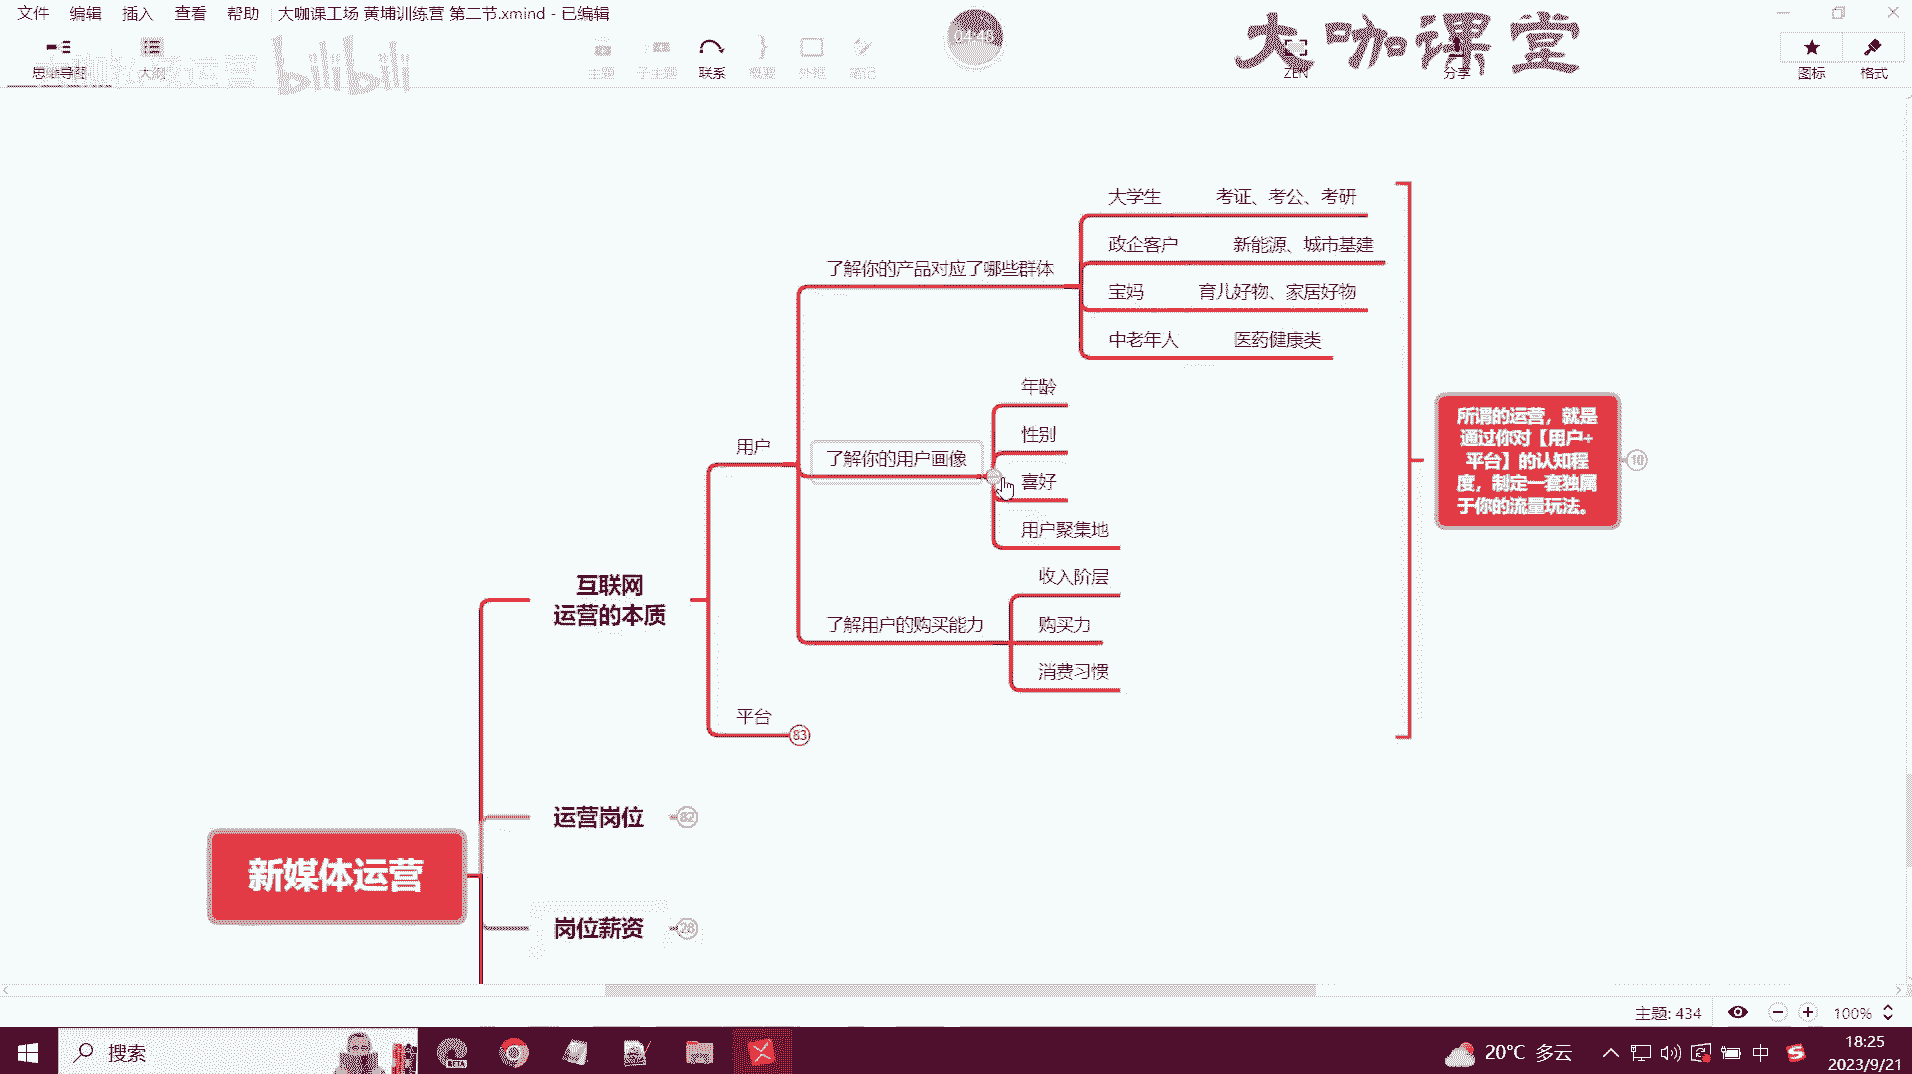 文件 编辑 插入 查看 帮助 大咖课工场 黄埔训练营 第二节.xmind - 已编辑
思维导图 大纲 主题 子主题 联系 概要 外框 笔记 ZEN 分享 图标 格式
bilibili
04:48
大咖课堂
大学生 考证、考公、考研
政企客户 新能源、城市基建
了解你的产品对应了哪些群体
宝妈 育儿好物、家居好物
中老年人 医药健康类
年龄
性别
用户
了解你的用户画像
喜好
用户聚集地
所谓的运营，就是
通过你对【用户+
平台】的认知程
度，制定一套独属
于你的流量玩法。
10
收入阶层
互联网
运营的本质
了解用户的购买能力
购买力
消费习惯
平台 83
运营岗位 82
新媒体运营
岗位薪资 28
主题: 434 100%
搜索 BETA 20°C 多云 中 18:25
2023/9/21